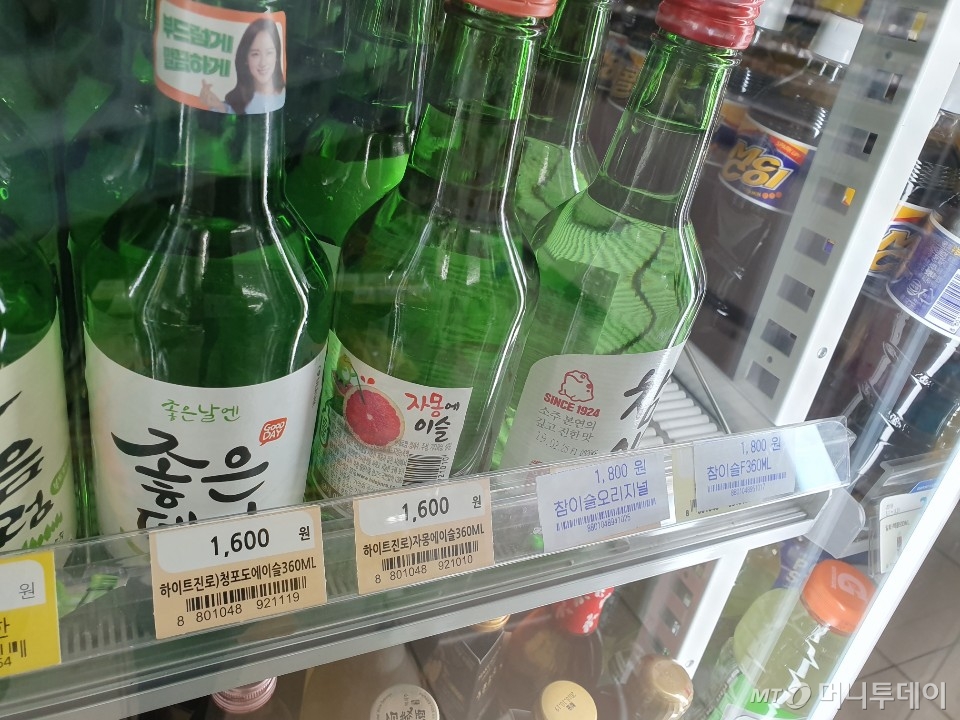 부드럽게
깔끔하게
좋은날엔
GOOD DAY
좋은
자몽에
이슬
SINCE 1924
소주 본연의
깊고 진한 맛
McCOl
1,600 원
하이트진로)청포도에이슬360ML
8 801048 921119
1,600 원
하이트진로)자몽에이슬360ML
8 801048 921010
1,800 원
참이슬오리지널
8801048941025
1,800 원
참이슬F360ML
원
MT 머니투데이